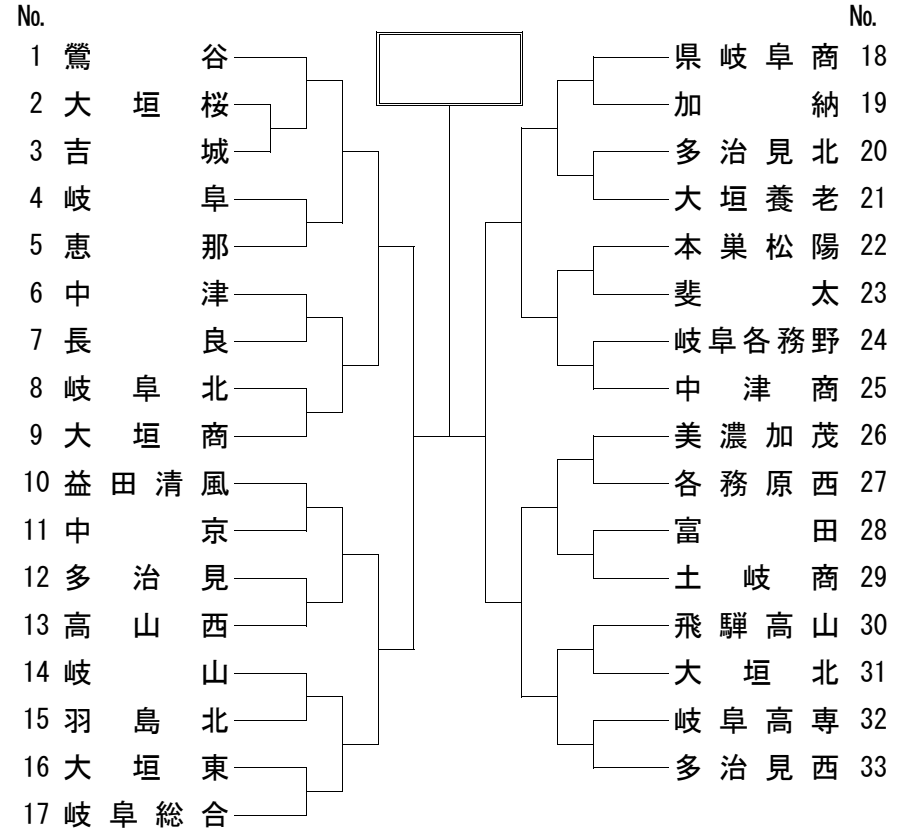 No.
1 鶯谷
2 大垣桜
3 吉城
4 岐阜
5 恵那
6 中津
7 長良
8 岐阜北
9 大垣商
10 益田清風
11 中京
12 多治見
13 高山西
14 岐山
15 羽島北
16 大垣東
17 岐阜総合
No.
県岐阜商 18
加納 19
多治見北 20
大垣養老 21
本巣松陽 22
斐太 23
岐阜各務野 24
中津商 25
美濃加茂 26
各務原西 27
富田 28
土岐商 29
飛騨高山 30
大垣北 31
岐阜高専 32
多治見西 33